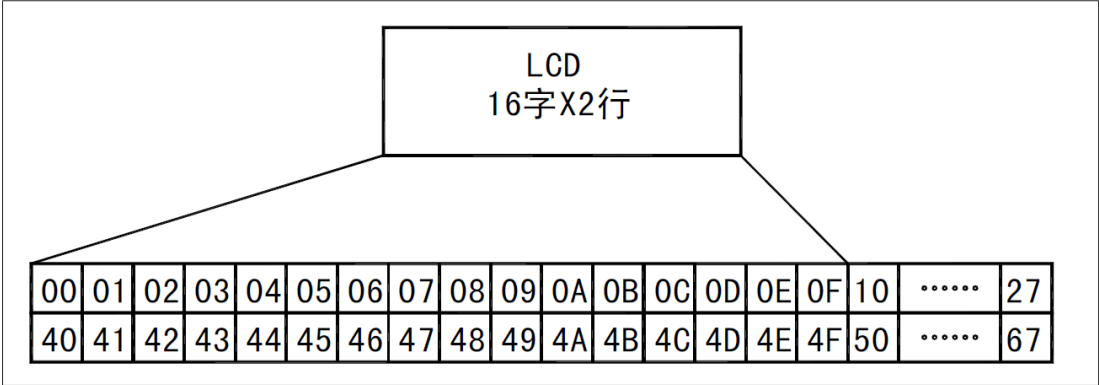 LCD
16字X2行
00 01 02 03 04 05 06 07 08 09 0A 0B 0C 0D 0E 0F 10 …… 27
40 41 42 43 44 45 46 47 48 49 4A 4B 4C 4D 4E 4F 50 …… 67